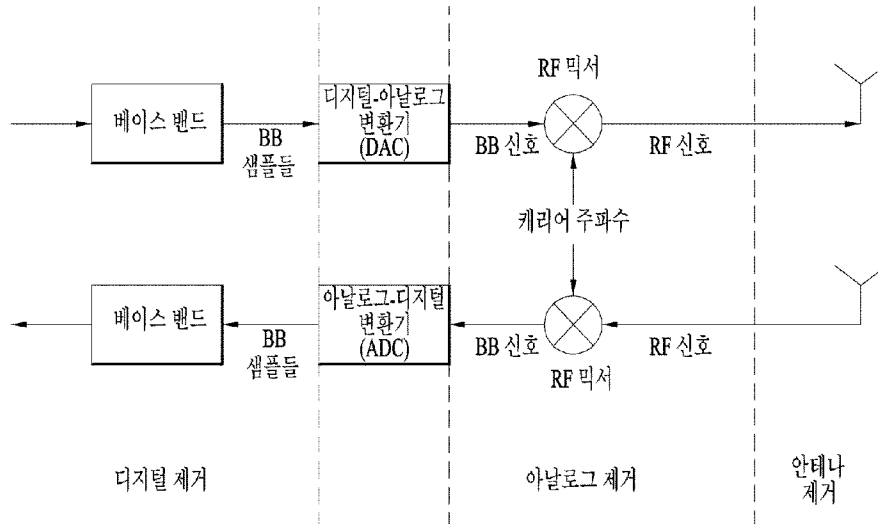 RF 믹서
베이스 밴드
BB
샘플들
디지털-아날로그
변환기
(DAC)
BB 신호
RF 신호
캐리어 주파수
베이스 밴드
BB
샘플들
아날로그-디지털
변환기
(ADC)
BB 신호
RF 믹서
RF 신호
디지털 제거
아날로그 제거
안테나
제거